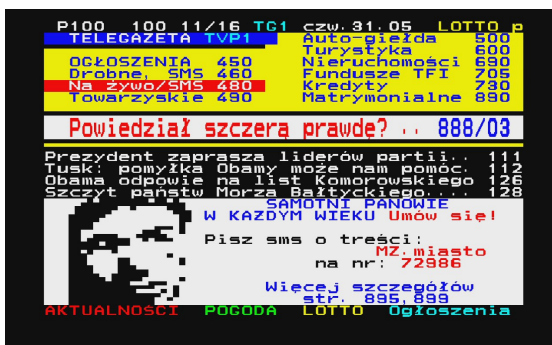 P100 100 11/16 TG1 czw.31.05 LOTTO p
TELEGAZETA TVP1 Auto-giełda 500
Turystyka 600
OGŁOSZENIA 450 Nieruchomości 690
Drobne, SMS 460 Fundusze TFI 705
Na żywo/SMS 480 Kredyty 730
Towarzyskie 490 Matrymonialne 890
Powiedział szczerą prawdę? .. 888/03
Prezydent zaprasza liderów partii.. 111
Tusk: pomyłka Obamy może nam pomóc. 112
Obama odpowie na list Komorowskiego 126
Szczyt państw Morza Bałtyckiego.... 128
SAMOTNI PANOWIE
W KAŻDYM WIEKU Umów się!
Pisz sms o treści:
MZ.miasto
na nr: 72986
Więcej szczegółów
str. 895,899
AKTUALNOŚCI POGODA LOTTO Ogłoszenia